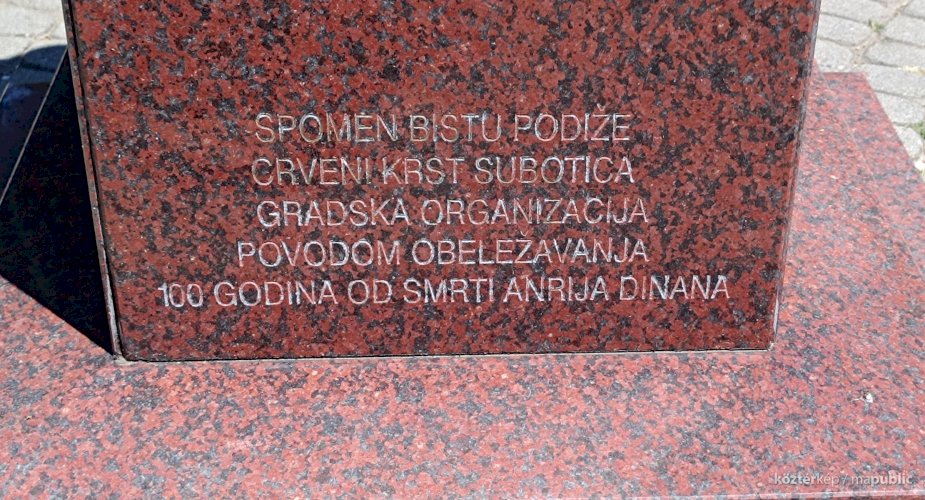 SPOMEN BISTU PODIŽE
CRVENI KRST SUBOTICA
GRADSKA ORGANIZACIJA
POVODOM OBELEŽAVANJA
100 GODINA OD SMRTI ANRIJA DINANA
köztérkép / mapublic